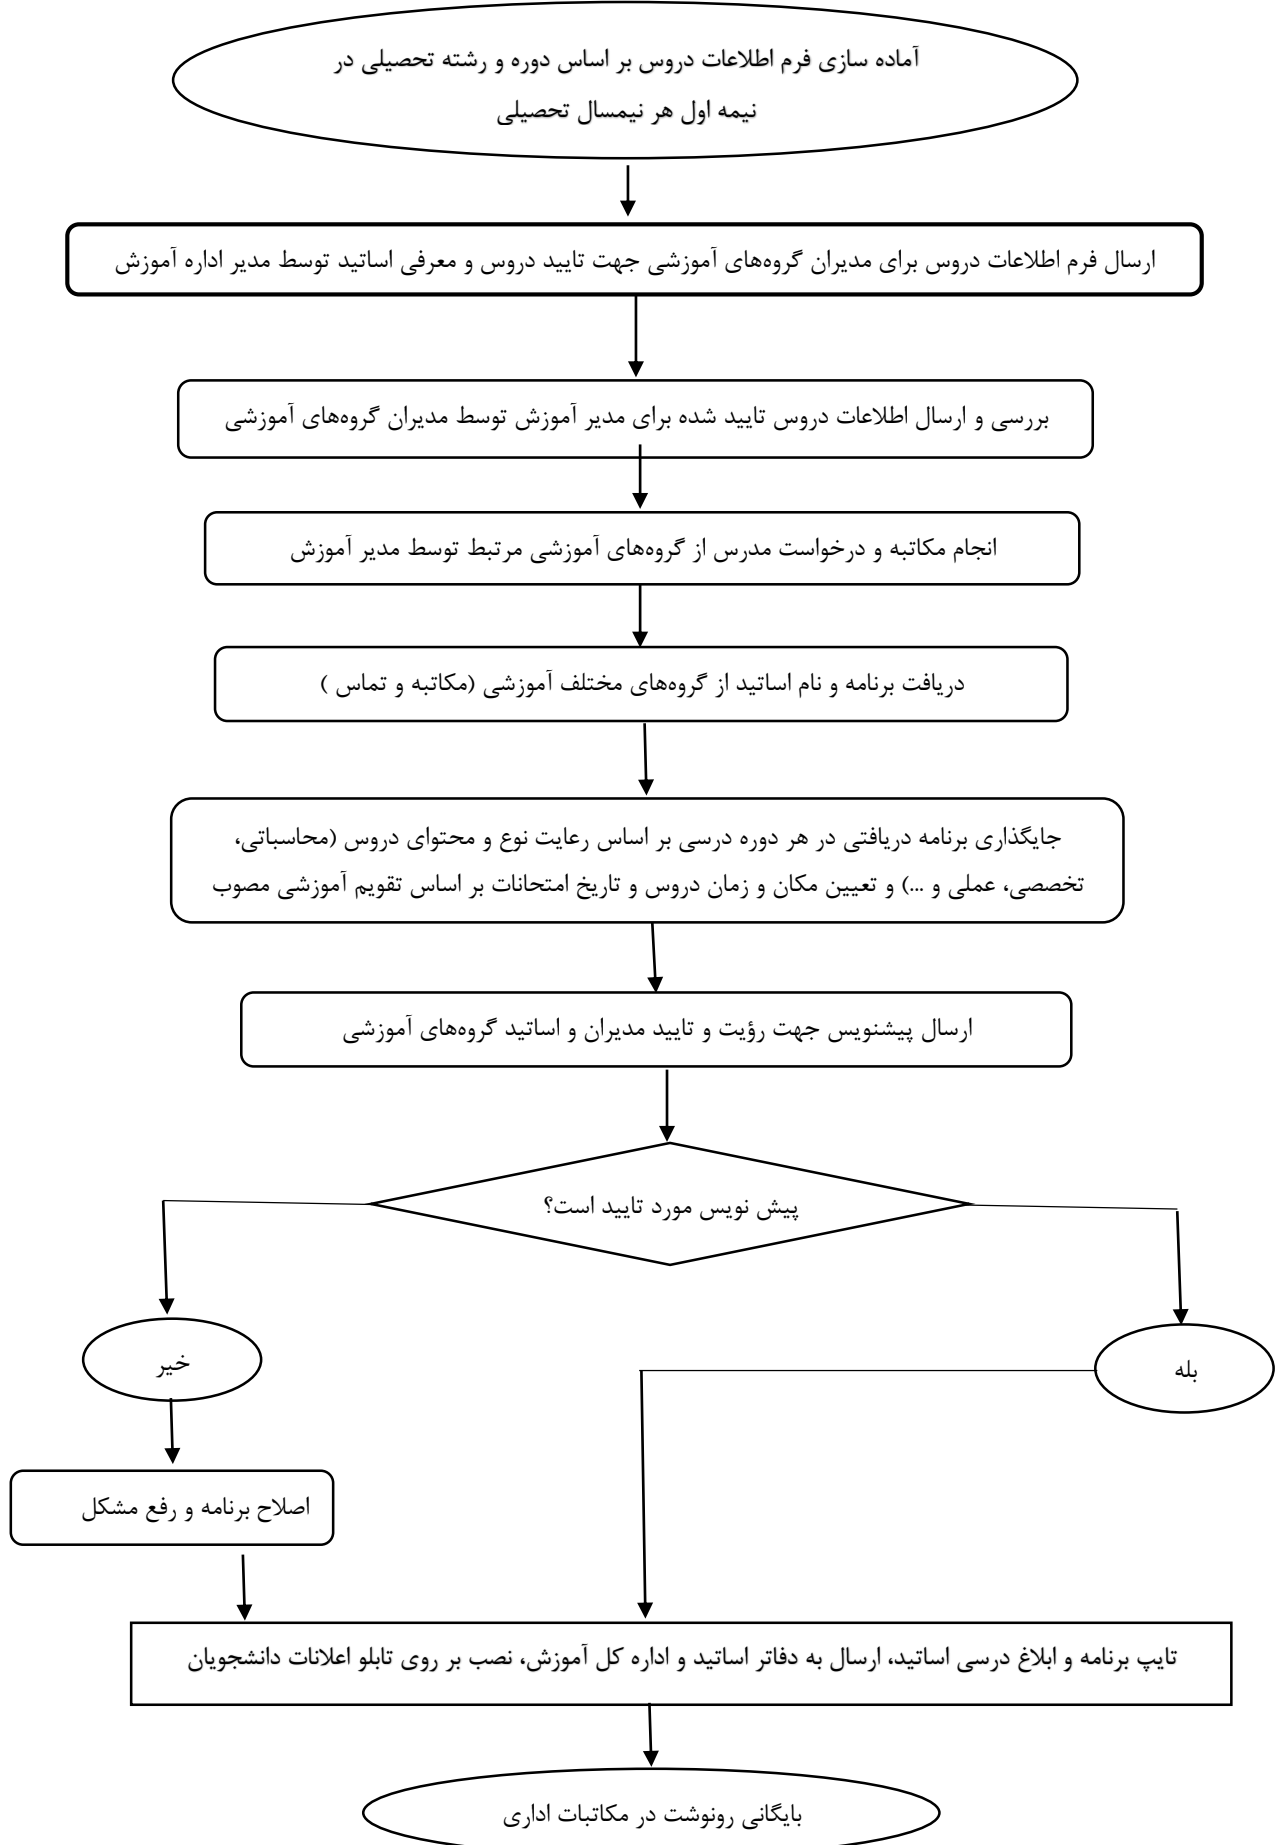 آماده سازی فرم اطلاعات دروس بر اساس دوره و رشته تحصیلی در
نیمه اول هر نیمسال تحصیلی
ارسال فرم اطلاعات دروس برای مدیران گروه‌های آموزشی جهت تایید دروس و معرفی اساتید توسط مدیر اداره آموزش
بررسی و ارسال اطلاعات دروس تایید شده برای مدیر آموزش توسط مدیران گروه‌های آموزشی
انجام مکاتبه و درخواست مدرس از گروه‌های آموزشی مرتبط توسط مدیر آموزش
دریافت برنامه و نام اساتید از گروه‌های مختلف آموزشی (مکاتبه و تماس )
جایگذاری برنامه دریافتی در هر دوره درسی بر اساس رعایت نوع و محتوای دروس (محاسباتی،
تخصصی، عملی و ...) و تعیین مکان و زمان دروس و تاریخ امتحانات بر اساس تقویم آموزشی مصوب
ارسال پیشنویس جهت رؤیت و تایید مدیران و اساتید گروه‌های آموزشی
پیش نویس مورد تایید است؟
خیر
بله
اصلاح برنامه و رفع مشکل
تایپ برنامه و ابلاغ درسی اساتید، ارسال به دفاتر اساتید و اداره کل آموزش، نصب بر روی تابلو اعلانات دانشجویان
بایگانی رونوشت در مکاتبات اداری